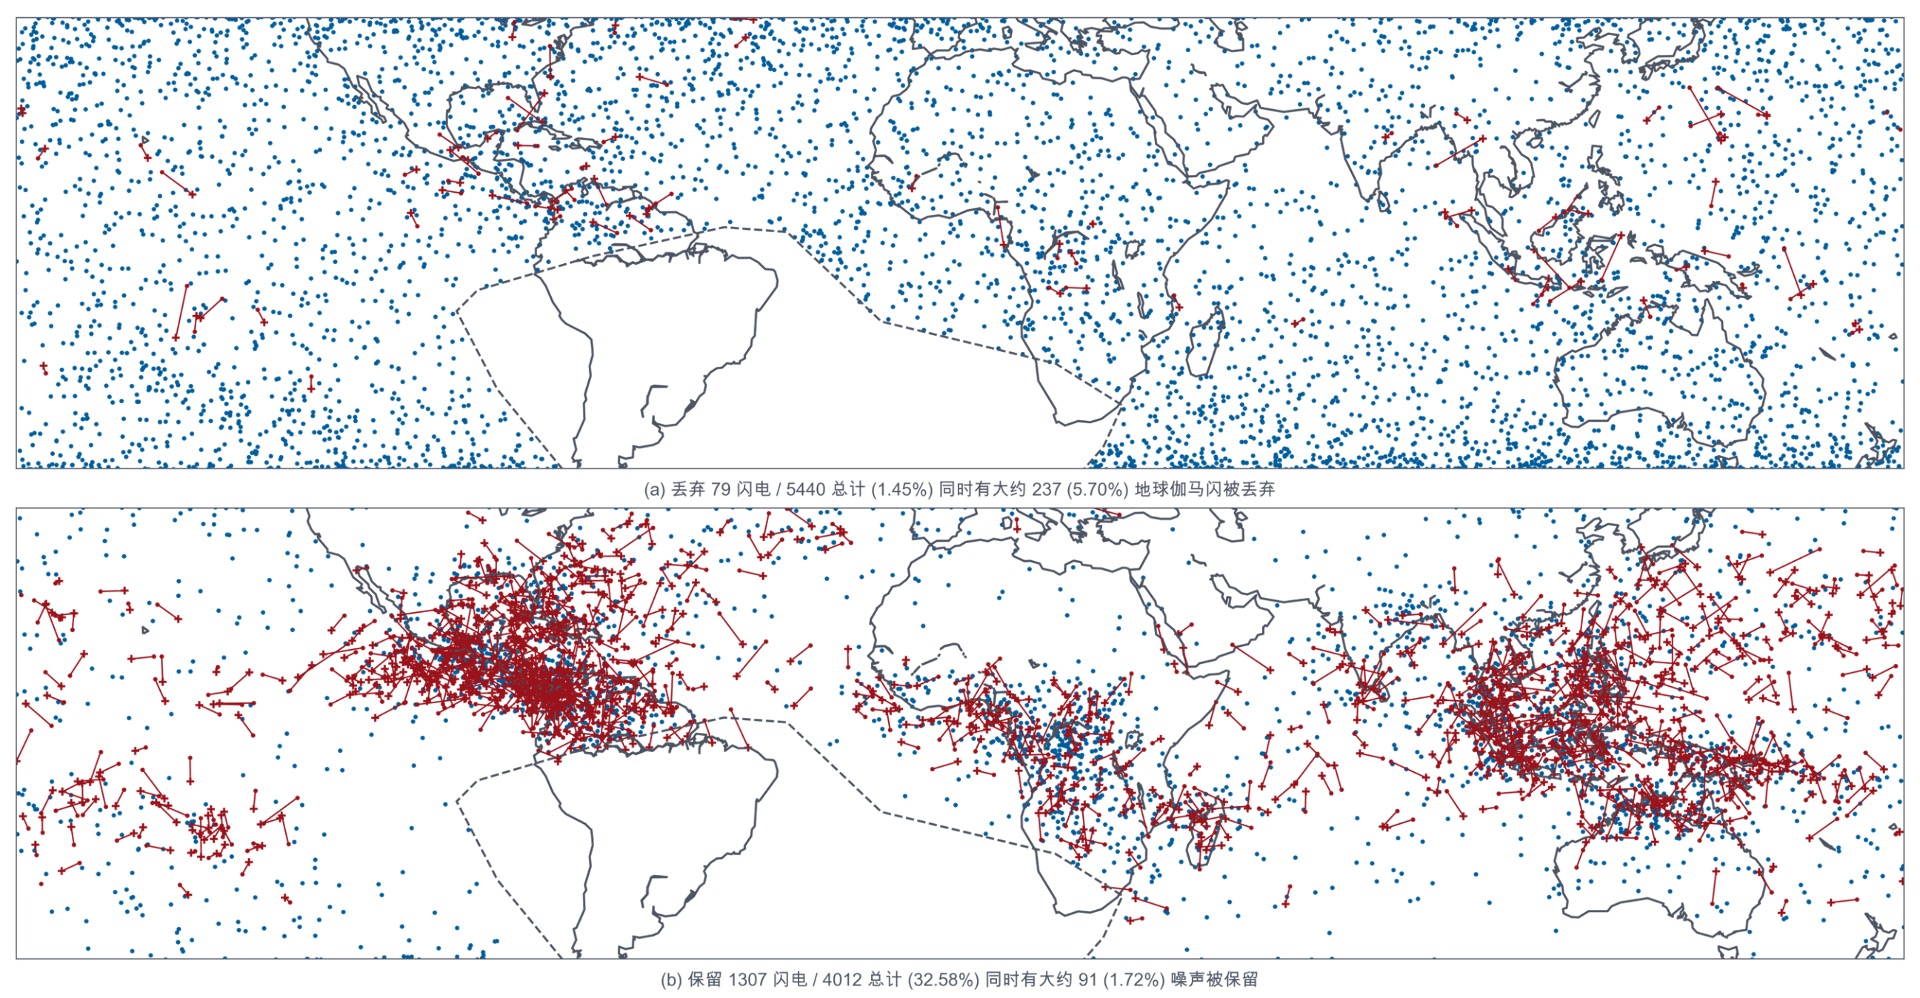 (a) 丢弃 79 闪电 / 5440 总计 (1.45%) 同时有大约 237 (5.70%) 地球伽马闪被丢弃
(b) 保留 1307 闪电 / 4012 总计 (32.58%) 同时有大约 91 (1.72%) 噪声被保留